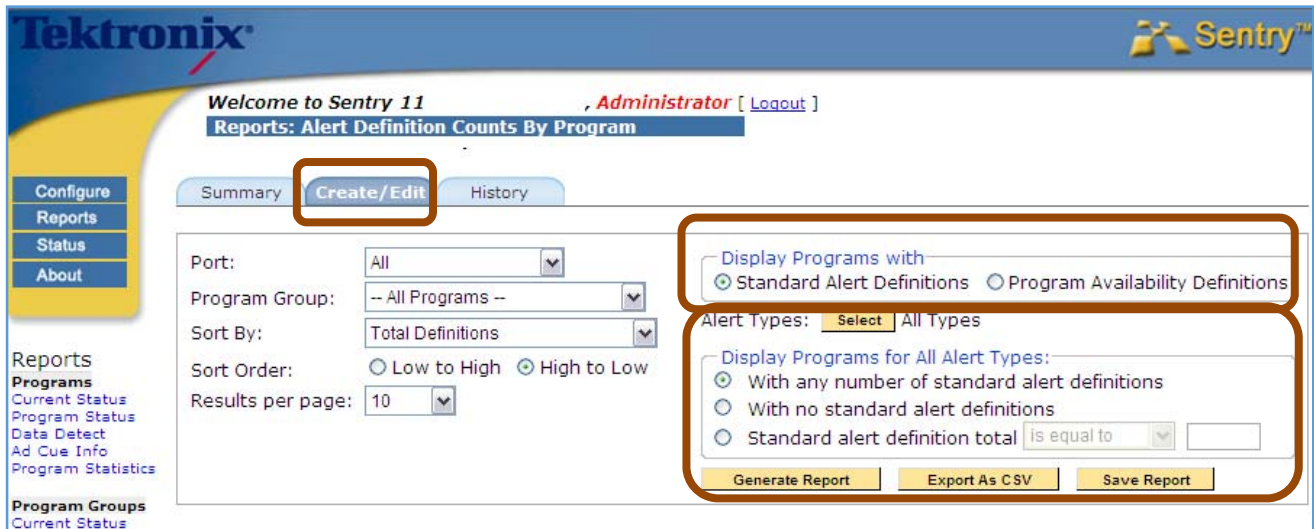 Tektronix
Sentry™
Welcome to Sentry 11 , Administrator [ Logout ]
Reports: Alert Definition Counts By Program
Configure
Reports
Status
About
Summary
Create/Edit
History
Port: All
Program Group: -- All Programs --
Sort By: Total Definitions
Sort Order: Low to High High to Low
Results per page: 10
Display Programs with
Standard Alert Definitions Program Availability Definitions
Alert Types: Select All Types
Display Programs for All Alert Types:
With any number of standard alert definitions
With no standard alert definitions
Standard alert definition total is equal to
Generate Report Export As CSV Save Report
Reports
Programs
Current Status
Program Status
Data Detect
Ad Cue Info
Program Statistics
Program Groups
Current Status